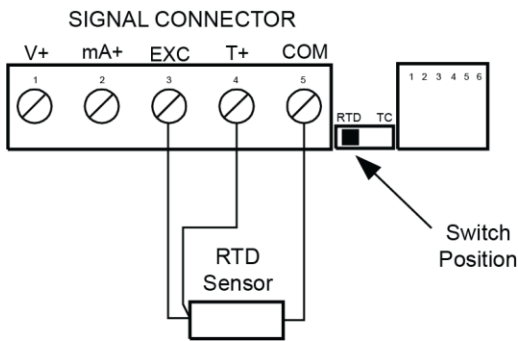 SIGNAL CONNECTOR
V+ mA+ EXC T+ COM
1 2 3 4 5
1 2 3 4 5 6
RTD TC
RTD
Sensor
Switch
Position